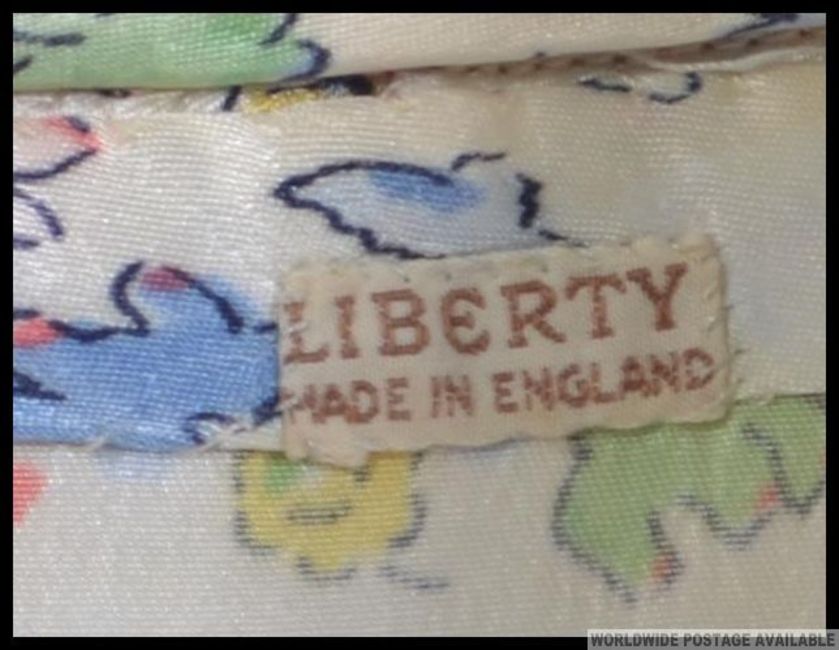 LIBERTY
MADE IN ENGLAND
WORLDWIDE POSTAGE AVAILABLE